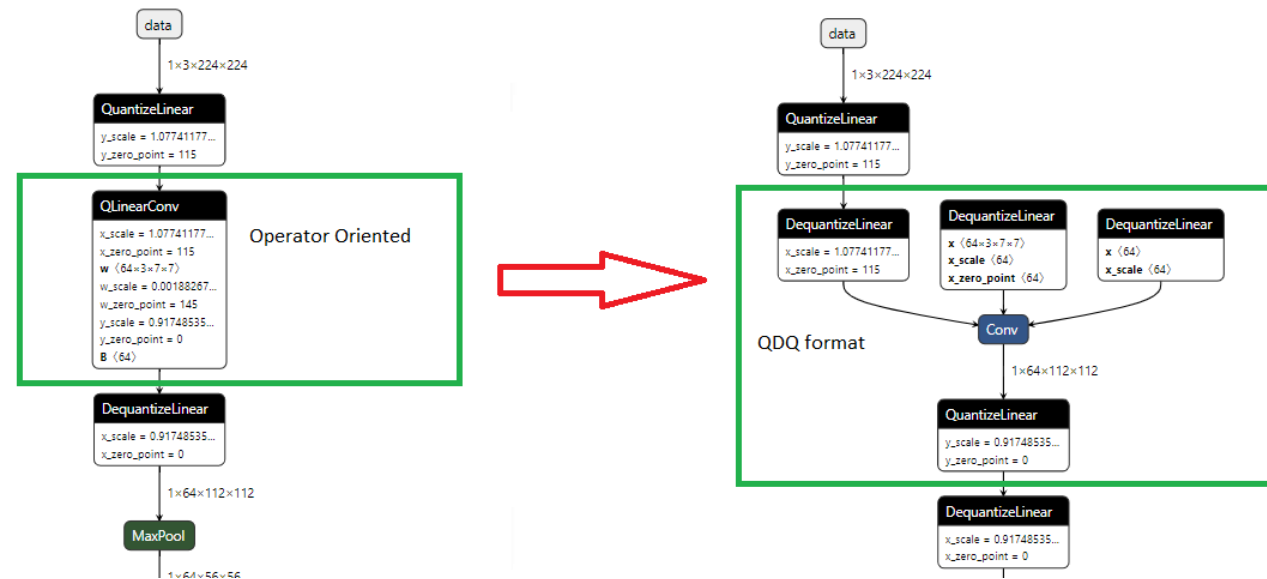 data
1×3×224×224
QuantizeLinear
y_scale = 1.07741177...
y_zero_point = 115
QLinearConv
x_scale = 1.07741177...
x_zero_point = 115
w ⟨64×3×7×7⟩
w_scale = 0.00188267...
w_zero_point = 145
y_scale = 0.91748535...
y_zero_point = 0
B ⟨64⟩
Operator Oriented
DequantizeLinear
x_scale = 0.91748535...
x_zero_point = 0
1×64×112×112
MaxPool
1×64×56×56
data
1×3×224×224
QuantizeLinear
y_scale = 1.07741177...
y_zero_point = 115
DequantizeLinear
x_scale = 1.07741177...
x_zero_point = 115
DequantizeLinear
x ⟨64×3×7×7⟩
x_scale ⟨64⟩
x_zero_point ⟨64⟩
DequantizeLinear
x ⟨64⟩
x_scale ⟨64⟩
Conv
QDQ format
1×64×112×112
QuantizeLinear
y_scale = 0.91748535...
y_zero_point = 0
DequantizeLinear
x_scale = 0.91748535...
x_zero_point = 0